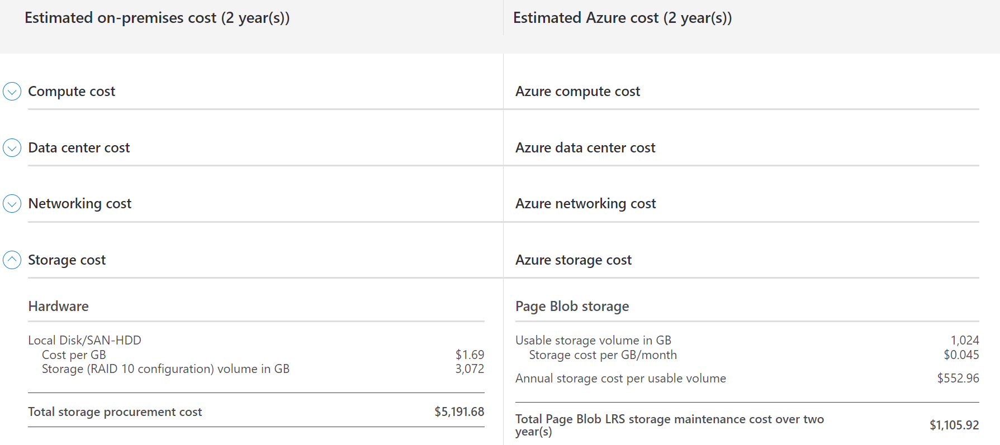 Estimated on-premises cost (2 year(s))
Estimated Azure cost (2 year(s))
Compute cost
Azure compute cost
Data center cost
Azure data center cost
Networking cost
Azure networking cost
Storage cost
Azure storage cost
Hardware
Local Disk/SAN-HDD
Cost per GB $1.69
Storage (RAID 10 configuration) volume in GB 3,072
Total storage procurement cost $5,191.68
Page Blob storage
Usable storage volume in GB 1,024
Storage cost per GB/month $0.045
Annual storage cost per usable volume $552.96
Total Page Blob LRS storage maintenance cost over two
year(s) $1,105.92